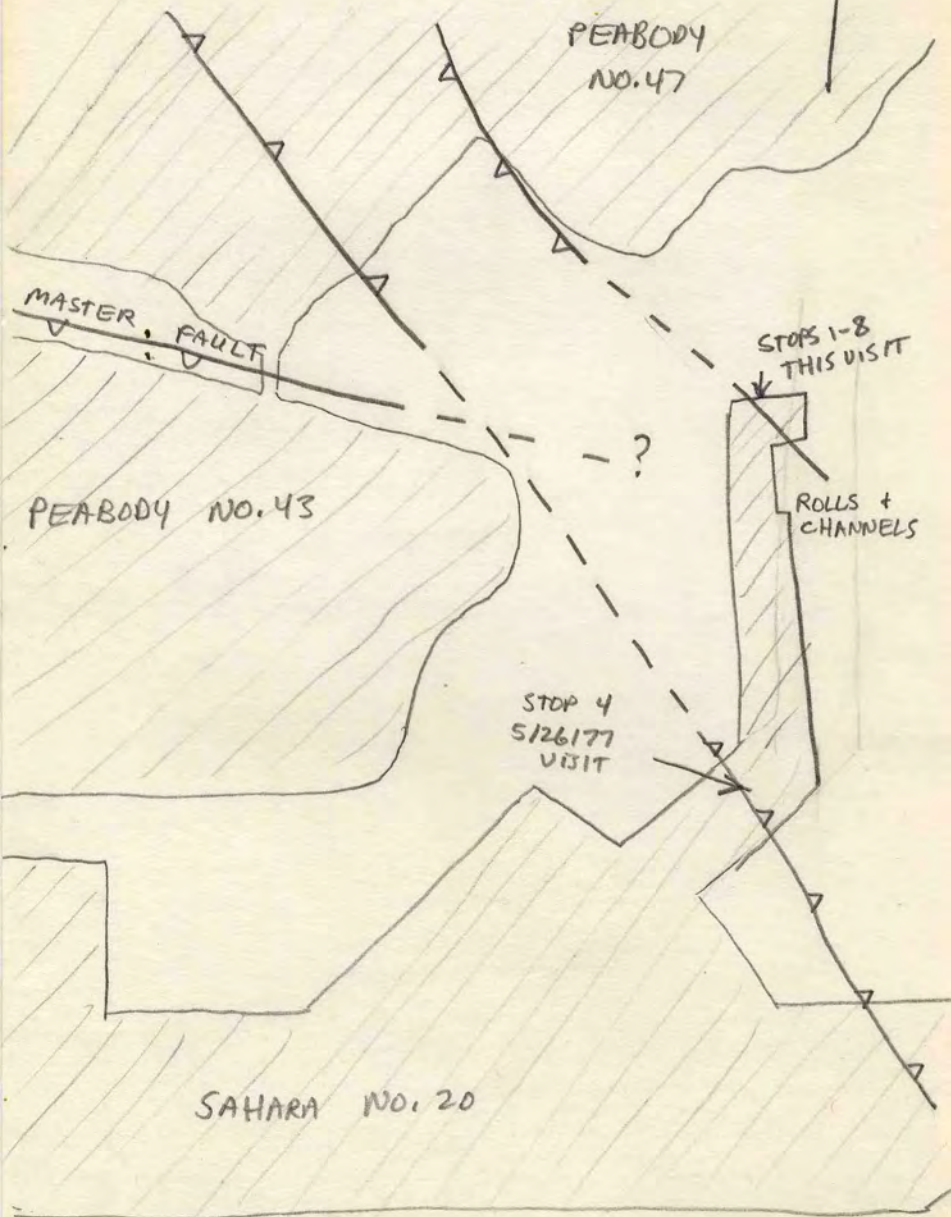 PEABODY
NO. 47
MASTER FAULT
STOPS 1-8
THIS VISIT
?
PEABODY NO. 43
ROLLS +
CHANNELS
STOP 4
5/26/77
VISIT
SAHARA NO. 20